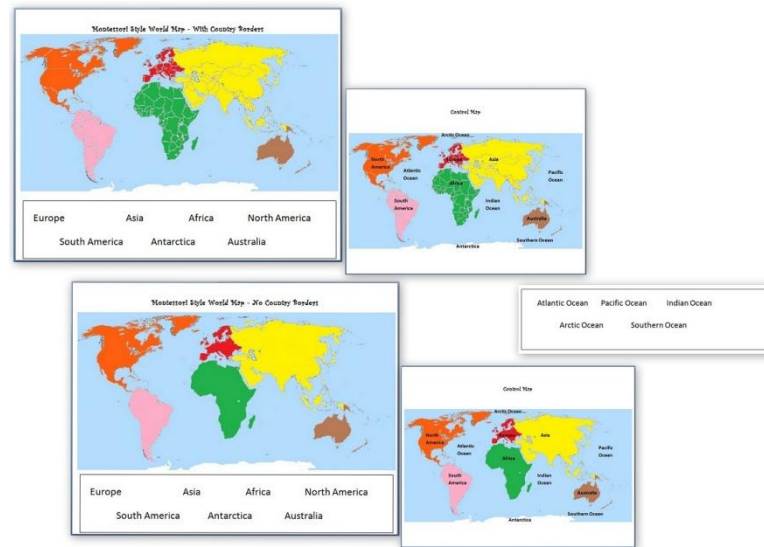 Montessori Style World Map - With Country Borders
Europe Asia Africa North America
South America Antarctica Australia
Control Map
Arctic Ocean...
North America
Europe
Asia
Atlantic Ocean
Pacific Ocean
Africa
South America
Indian Ocean
Australia
Southern Ocean
Antarctica
Montessori Style World Map - No Country Borders
Europe Asia Africa North America
South America Antarctica Australia
Atlantic Ocean Pacific Ocean Indian Ocean
Arctic Ocean Southern Ocean
Control Map
Arctic Ocean...
North America
Europe
Asia
Atlantic Ocean
Pacific Ocean
Africa
South America
Indian Ocean
Australia
Southern Ocean
Antarctica